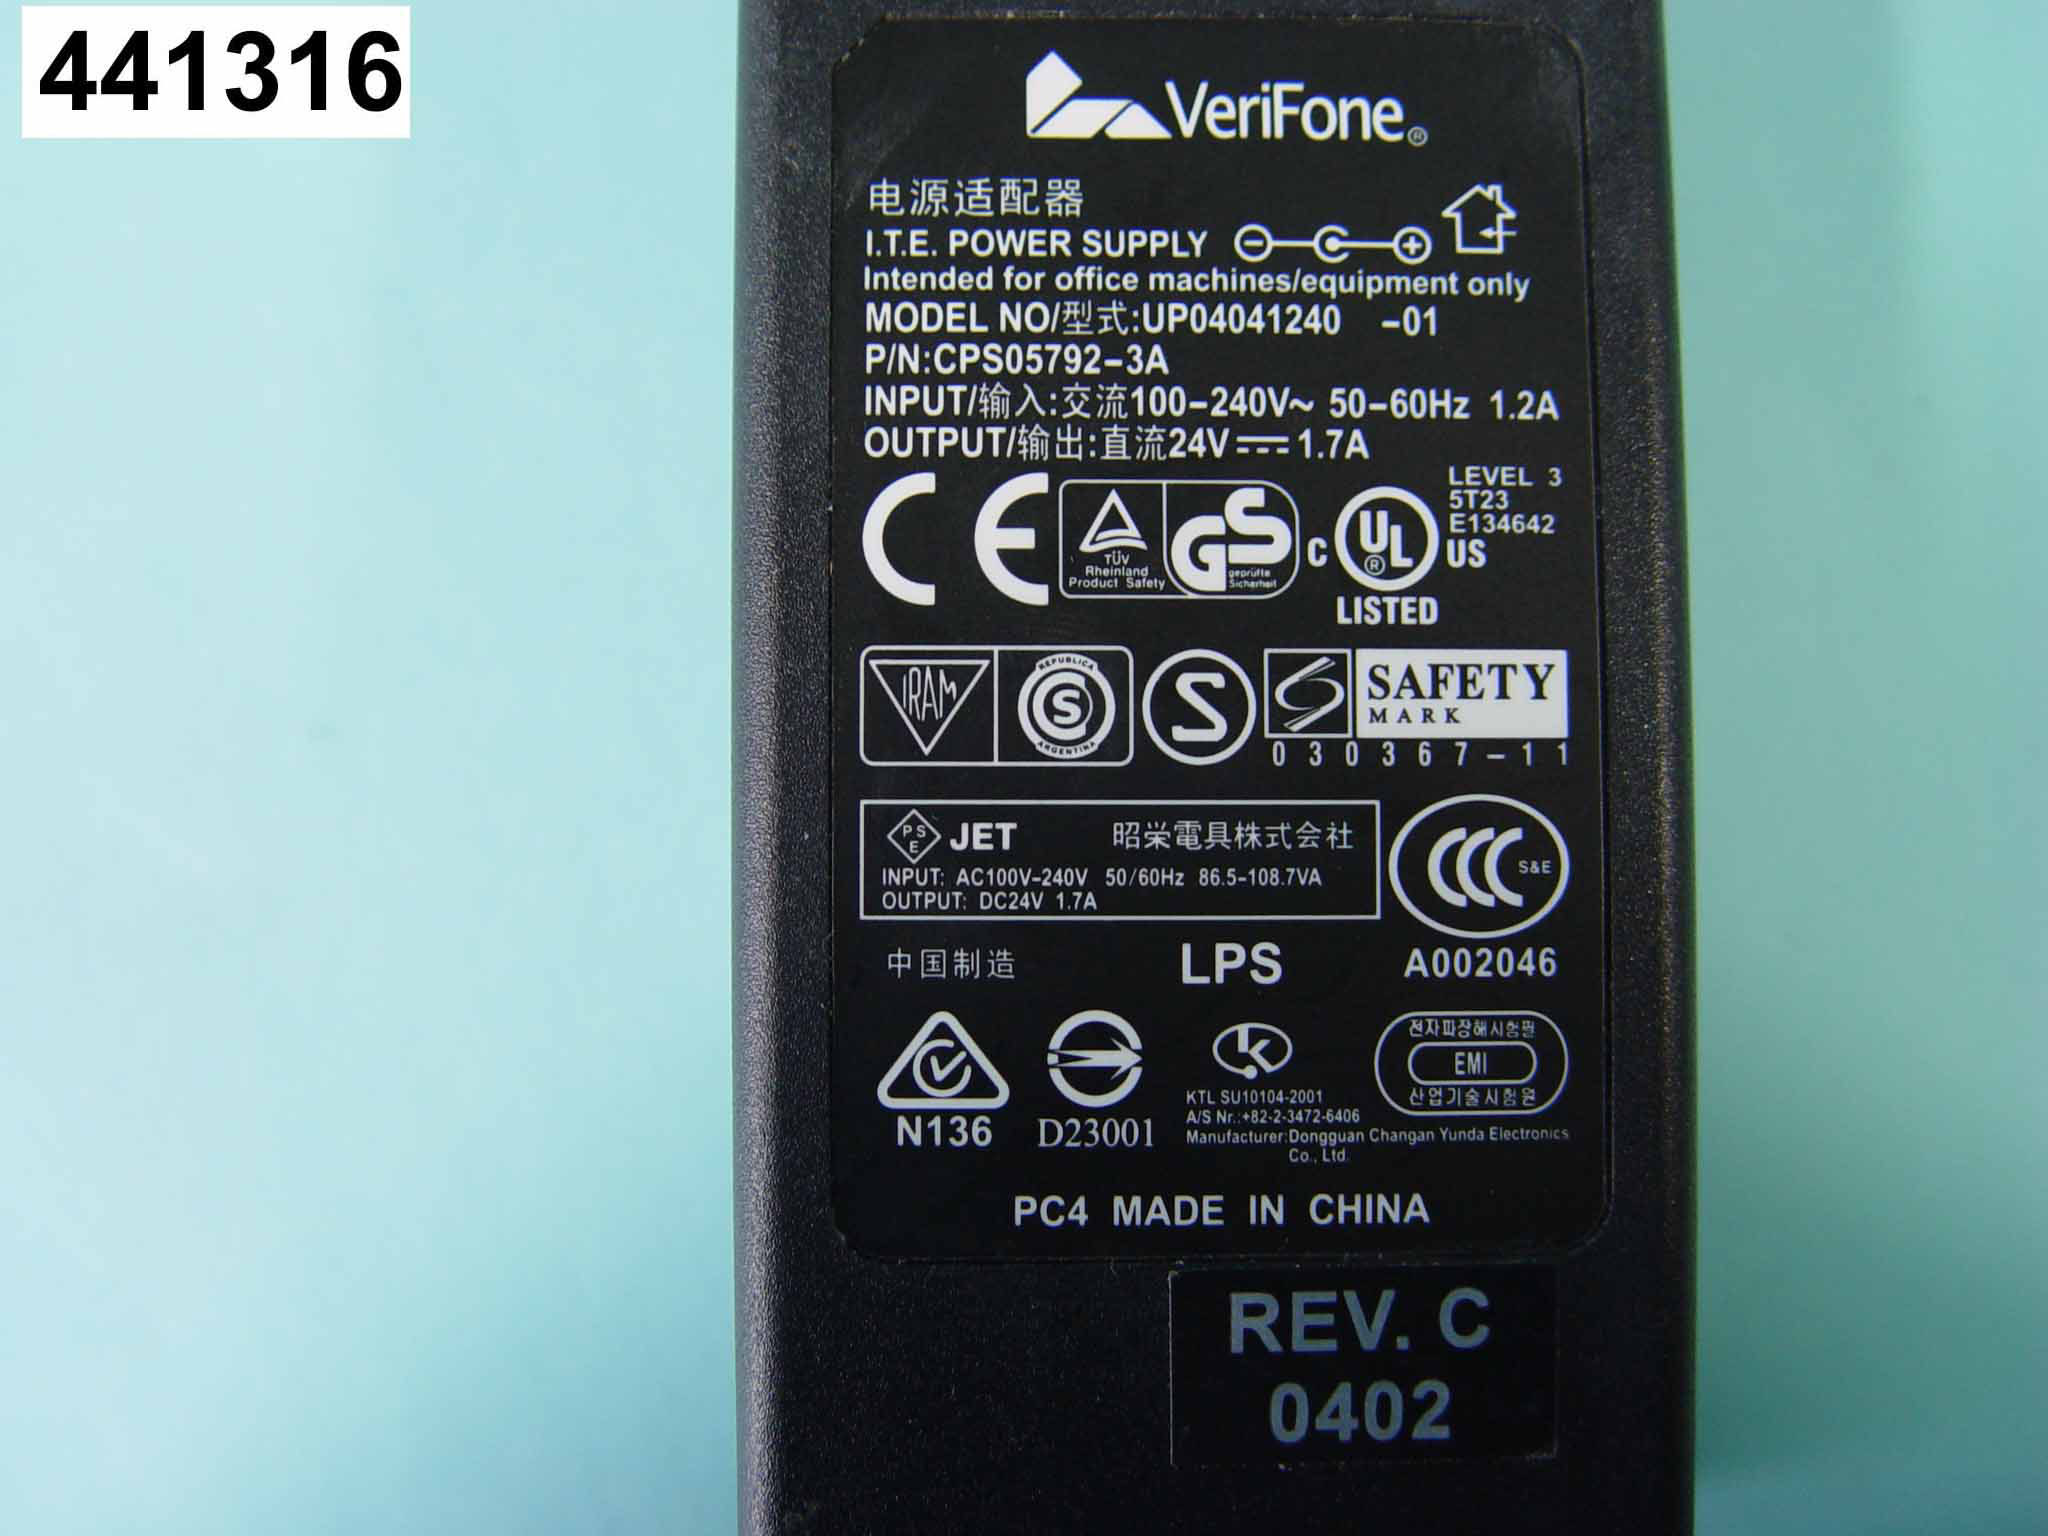 441316
VeriFone®
电源适配器
I.T.E. POWER SUPPLY
Intended for office machines/equipment only
MODEL NO/型式:UP04041240 -01
P/N:CPS05792-3A
INPUT/输入:交流100-240V~ 50-60Hz 1.2A
OUTPUT/输出:直流24V 1.7A
CE
TÜV
Rheinland
Product Safety
GS
geprüfte
Sicherheit
C UL® US
LISTED
LEVEL 3
5T23
E134642
IRAM
REPUBLICA
S
ARGENTINA
S
SAFETY
MARK
030367-11
PSE JET 昭栄電具株式会社
INPUT: AC100V-240V 50/60Hz 86.5-108.7VA
OUTPUT: DC24V 1.7A
CCC S&E
A002046
中国制造
LPS
N136
D23001
K
KTL SU10104-2001
A/S Nr.:+82-2-3472-6406
Manufacturer:Dongguan Changan Yunda Electronics
Co., Ltd.
전자파장해시험필
EMI
산업기술시험원
PC4 MADE IN CHINA
REV. C
0402